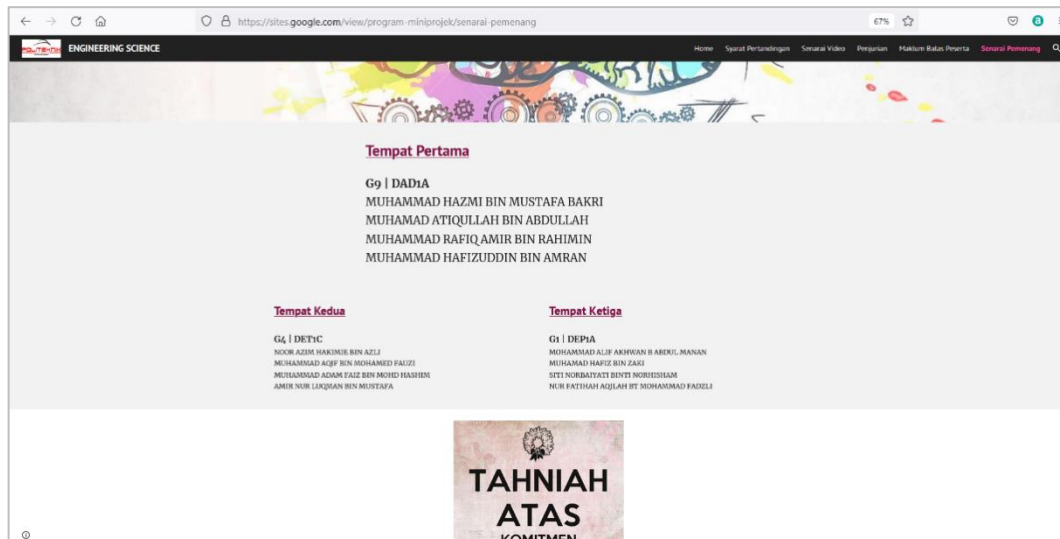 https://sites.google.com/view/program-miniprojek/senarai-pemenang
67%
POLITEKNIK
ENGINEERING SCIENCE
Home Syarat Pertandingan Senarai Video Penjurian Maklum Balas Peserta Senarai Pemenang
Tempat Pertama
G9 | DAD1A
MUHAMMAD HAZMI BIN MUSTAFA BAKRI
MUHAMAD ATIQULLAH BIN ABDULLAH
MUHAMMAD RAFIQ AMIR BIN RAHIMIN
MUHAMMAD HAFIZUDDIN BIN AMRAN
Tempat Kedua
G4 | DET1C
NOOR AZIM HAKIMIE BIN AZLI
MUHAMMAD AQIF BIN MOHAMED FAUZI
MUHAMMAD ADAM FAIZ BIN MOHD HASHIM
AMIR NUR LUQMAN BIN MUSTAFA
Tempat Ketiga
G1 | DEP1A
MOHAMMAD ALIF AKHWAN B ABDUL MANAN
MUHAMAD HAFIZ BIN ZAKI
SITI NORBAIYATI BINTI NORHISHAM
NUR FATIHAH AQILAH BT MOHAMMAD FADZLI
TAHNIAH
ATAS
KOMITMEN